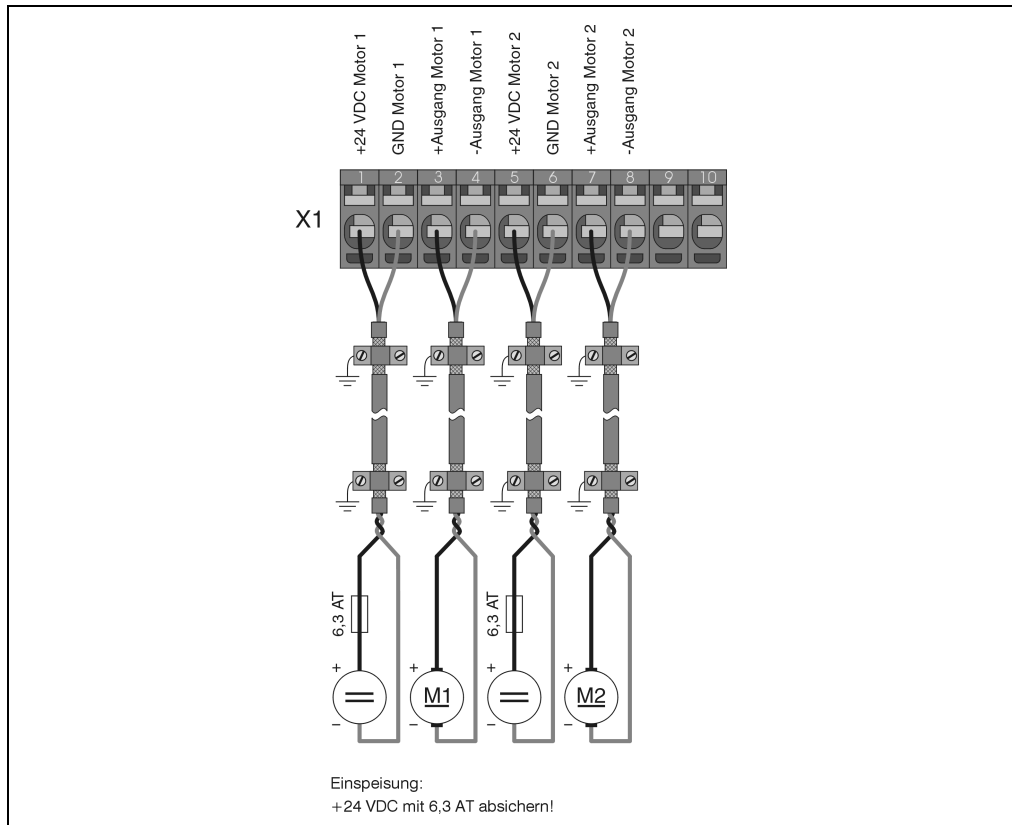 +24 VDC Motor 1
GND Motor 1
+Ausgang Motor 1
-Ausgang Motor 1
+24 VDC Motor 2
GND Motor 2
+Ausgang Motor 2
-Ausgang Motor 2
1 2 3 4 5 6 7 8 9 10
X1
6,3 AT
6,3 AT
+ + + +
M1 M2
– – – –
Einspeisung:
+24 VDC mit 6,3 AT absichern!